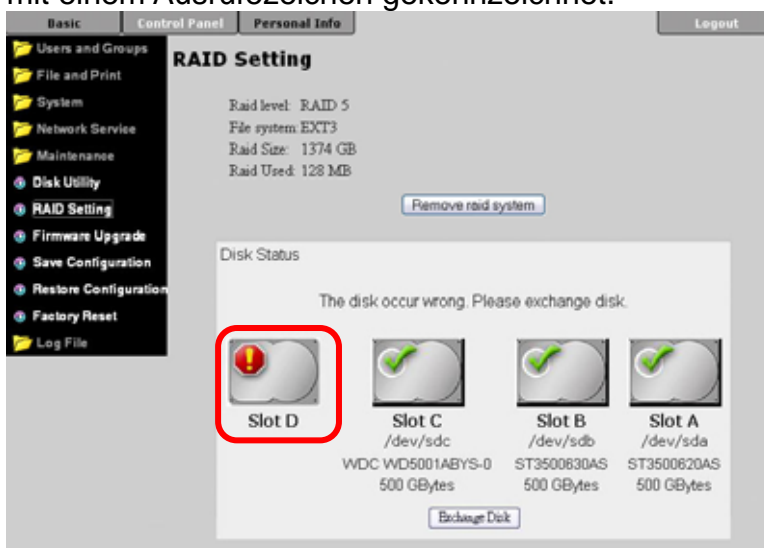 mit einem Ausrufezeichen gekennzeichnet.
Basic Control Panel Personal Info Logout
Users and Groups
File and Print
System
Network Service
Maintenance
Disk Utility
RAID Setting
Firmware Upgrade
Save Configuration
Restore Configuration
Factory Reset
Log File
RAID Setting
Raid level: RAID 5
File system: EXT3
Raid Size: 1374 GB
Raid Used: 128 MB
Remove raid system
Disk Status
The disk occur wrong. Please exchange disk.
Slot D
Slot C
/dev/sdc
WDC WD5001ABYS-0
500 GBytes
Slot B
/dev/sdb
ST3500630AS
500 GBytes
Slot A
/dev/sda
ST3500620AS
500 GBytes
Exchange Disk